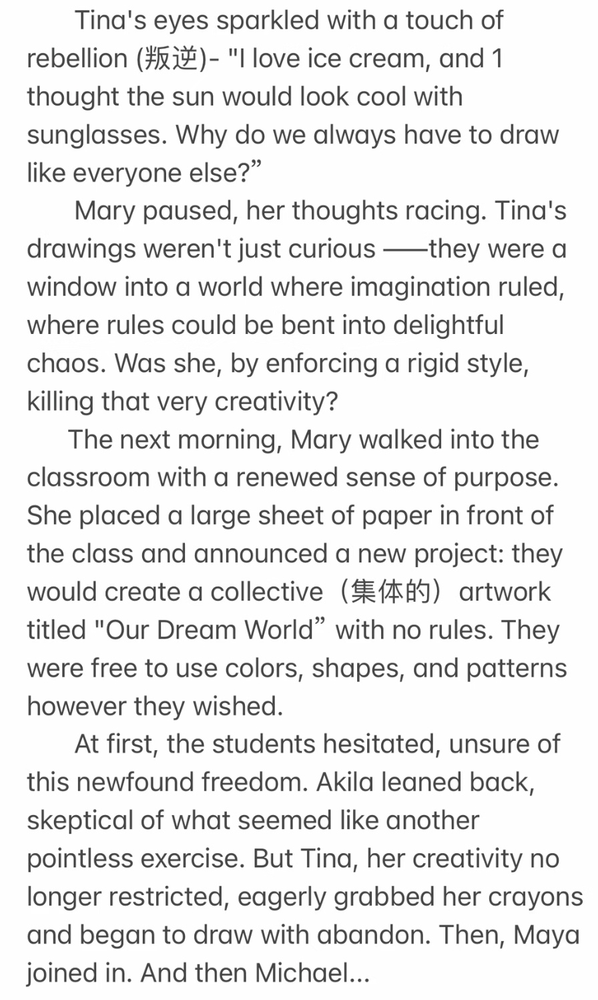 Tina's eyes sparkled with a touch of
rebellion (叛逆)- "I love ice cream, and 1
thought the sun would look cool with
sunglasses. Why do we always have to draw
like everyone else?”
Mary paused, her thoughts racing. Tina's
drawings weren't just curious ——they were a
window into a world where imagination ruled,
where rules could be bent into delightful
chaos. Was she, by enforcing a rigid style,
killing that very creativity?
The next morning, Mary walked into the
classroom with a renewed sense of purpose.
She placed a large sheet of paper in front of
the class and announced a new project: they
would create a collective（集体的）artwork
titled "Our Dream World” with no rules. They
were free to use colors, shapes, and patterns
however they wished.
At first, the students hesitated, unsure of
this newfound freedom. Akila leaned back,
skeptical of what seemed like another
pointless exercise. But Tina, her creativity no
longer restricted, eagerly grabbed her crayons
and began to draw with abandon. Then, Maya
joined in. And then Michael...